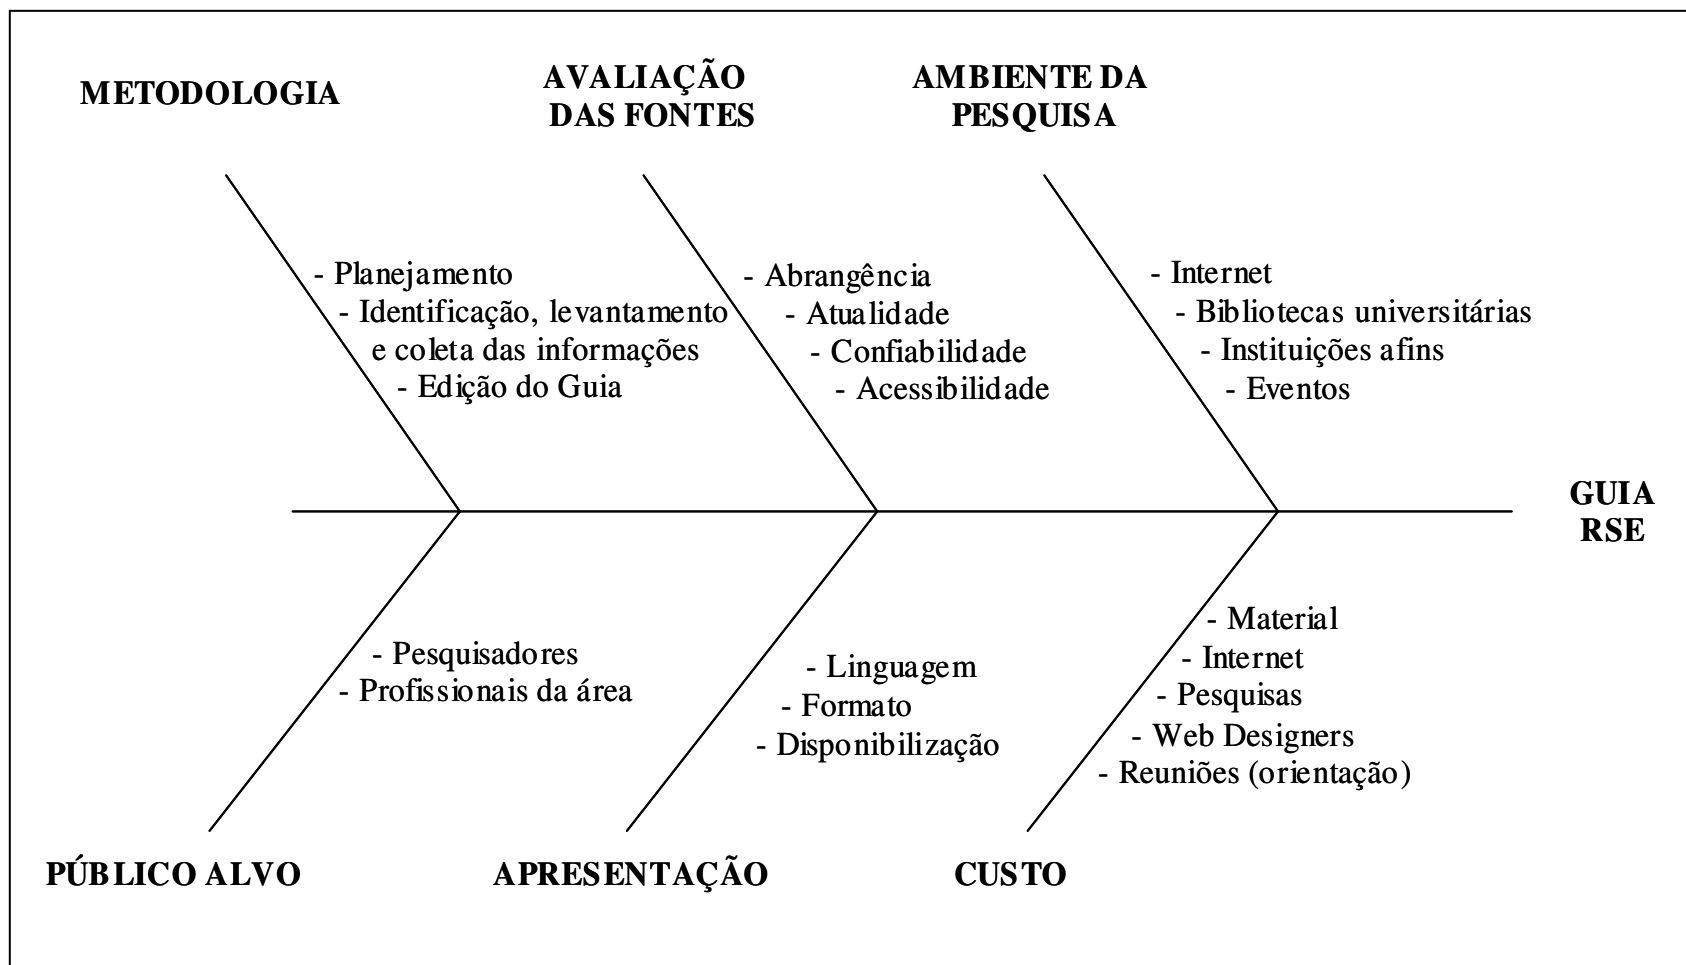 METODOLOGIA
AVALIAÇÃO
DAS FONTES
AMBIENTE DA
PESQUISA
- Planejamento
- Identificação, levantamento
e coleta das informações
- Edição do Guia
- Abrangência
- Atualidade
- Confiabilidade
- Acessibilidade
- Internet
- Bibliotecas universitárias
- Instituições afins
- Eventos
GUIA
RSE
- Pesquisadores
- Profissionais da área
- Linguagem
- Formato
- Disponibilização
- Material
- Internet
- Pesquisas
- Web Designers
- Reuniões (orientação)
PÚBLICO ALVO
APRESENTAÇÃO
CUSTO